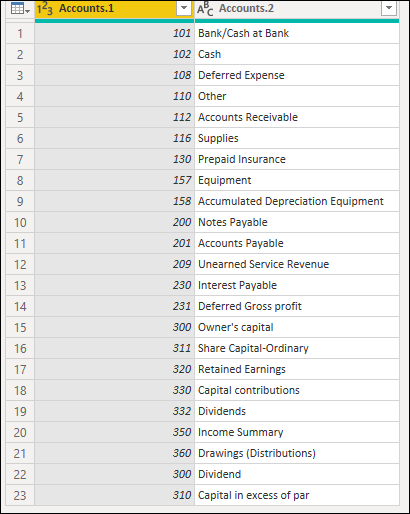 1 2 3 Accounts.1 A B C Accounts.2
1 101 Bank/Cash at Bank
2 102 Cash
3 108 Deferred Expense
4 110 Other
5 112 Accounts Receivable
6 116 Supplies
7 130 Prepaid Insurance
8 157 Equipment
9 158 Accumulated Depreciation Equipment
10 200 Notes Payable
11 201 Accounts Payable
12 209 Unearned Service Revenue
13 230 Interest Payable
14 231 Deferred Gross profit
15 300 Owner's capital
16 311 Share Capital-Ordinary
17 320 Retained Earnings
18 330 Capital contributions
19 332 Dividends
20 350 Income Summary
21 360 Drawings (Distributions)
22 300 Dividend
23 310 Capital in excess of par